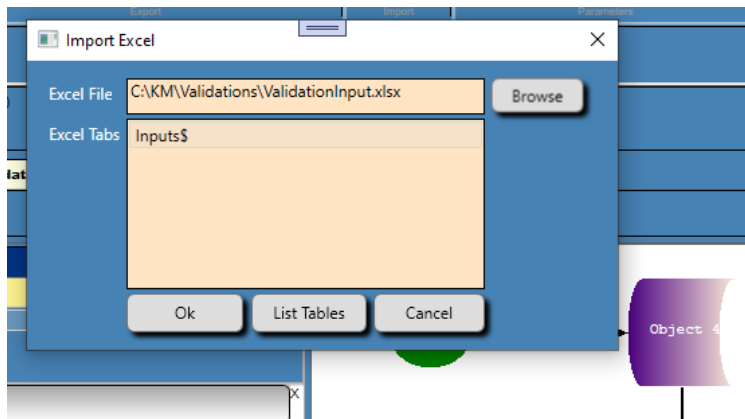 Export Import Parameters
Import Excel
Excel File C:\KM\Validations\ValidationInput.xlsx Browse
Excel Tabs Inputs$
Ok List Tables Cancel
Object 4
X